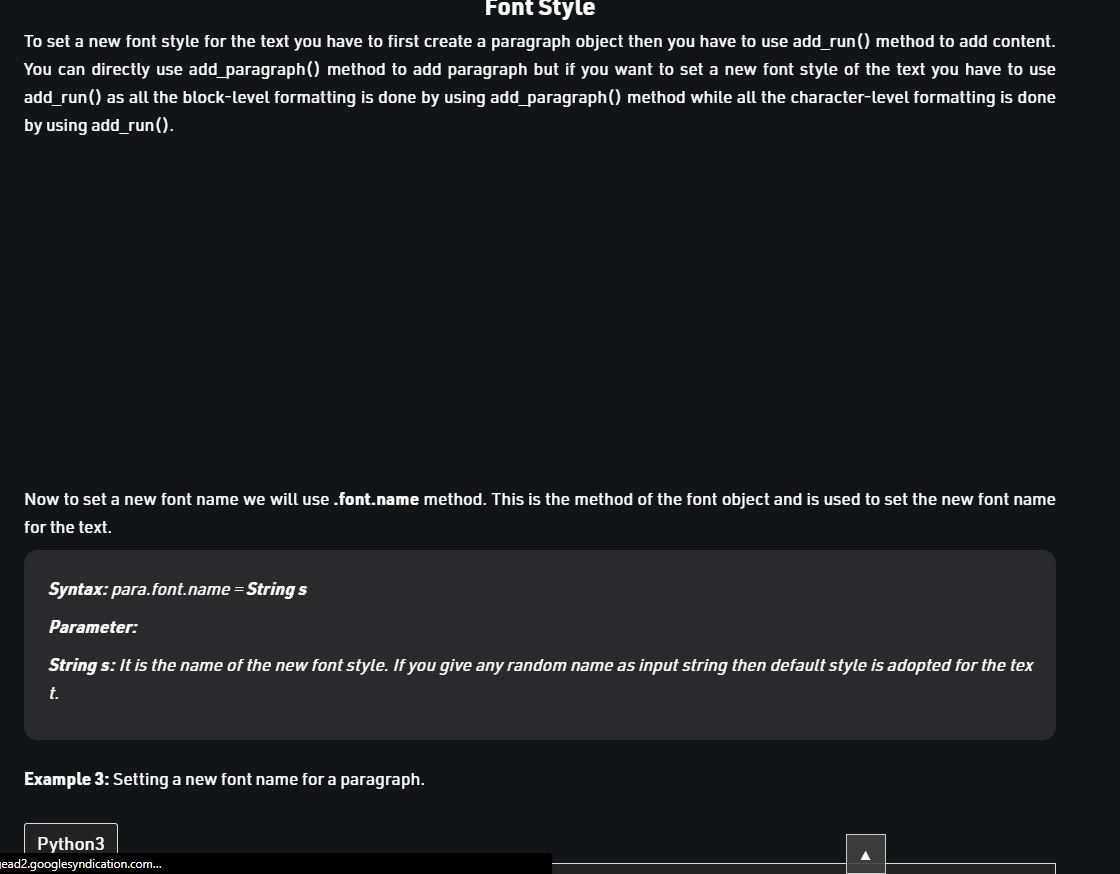 Font Style
To set a new font style for the text you have to first create a paragraph object then you have to use add_run() method to add content.
You can directly use add_paragraph() method to add paragraph but if you want to set a new font style of the text you have to use
add_run() as all the block-level formatting is done by using add_paragraph() method while all the character-level formatting is done
by using add_run().
Now to set a new font name we will use .font.name method. This is the method of the font object and is used to set the new font name
for the text.
Syntax: para.font.name = String s
Parameter:
String s: It is the name of the new font style. If you give any random name as input string then default style is adopted for the tex
t.
Example 3: Setting a new font name for a paragraph.
Python3
ead2.googlesyndication.com...